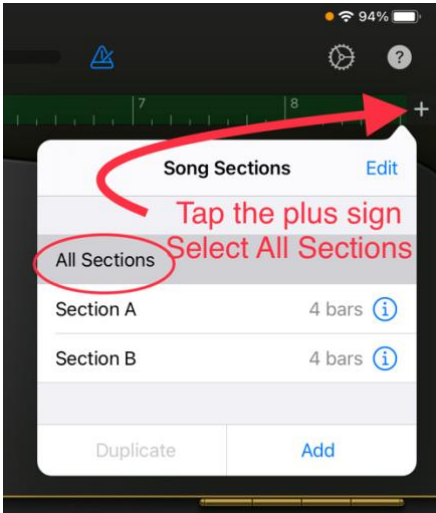 94%
?
7 8 +
Song Sections Edit
Tap the plus sign
Select All Sections
All Sections
Section A 4 bars i
Section B 4 bars i
Duplicate Add